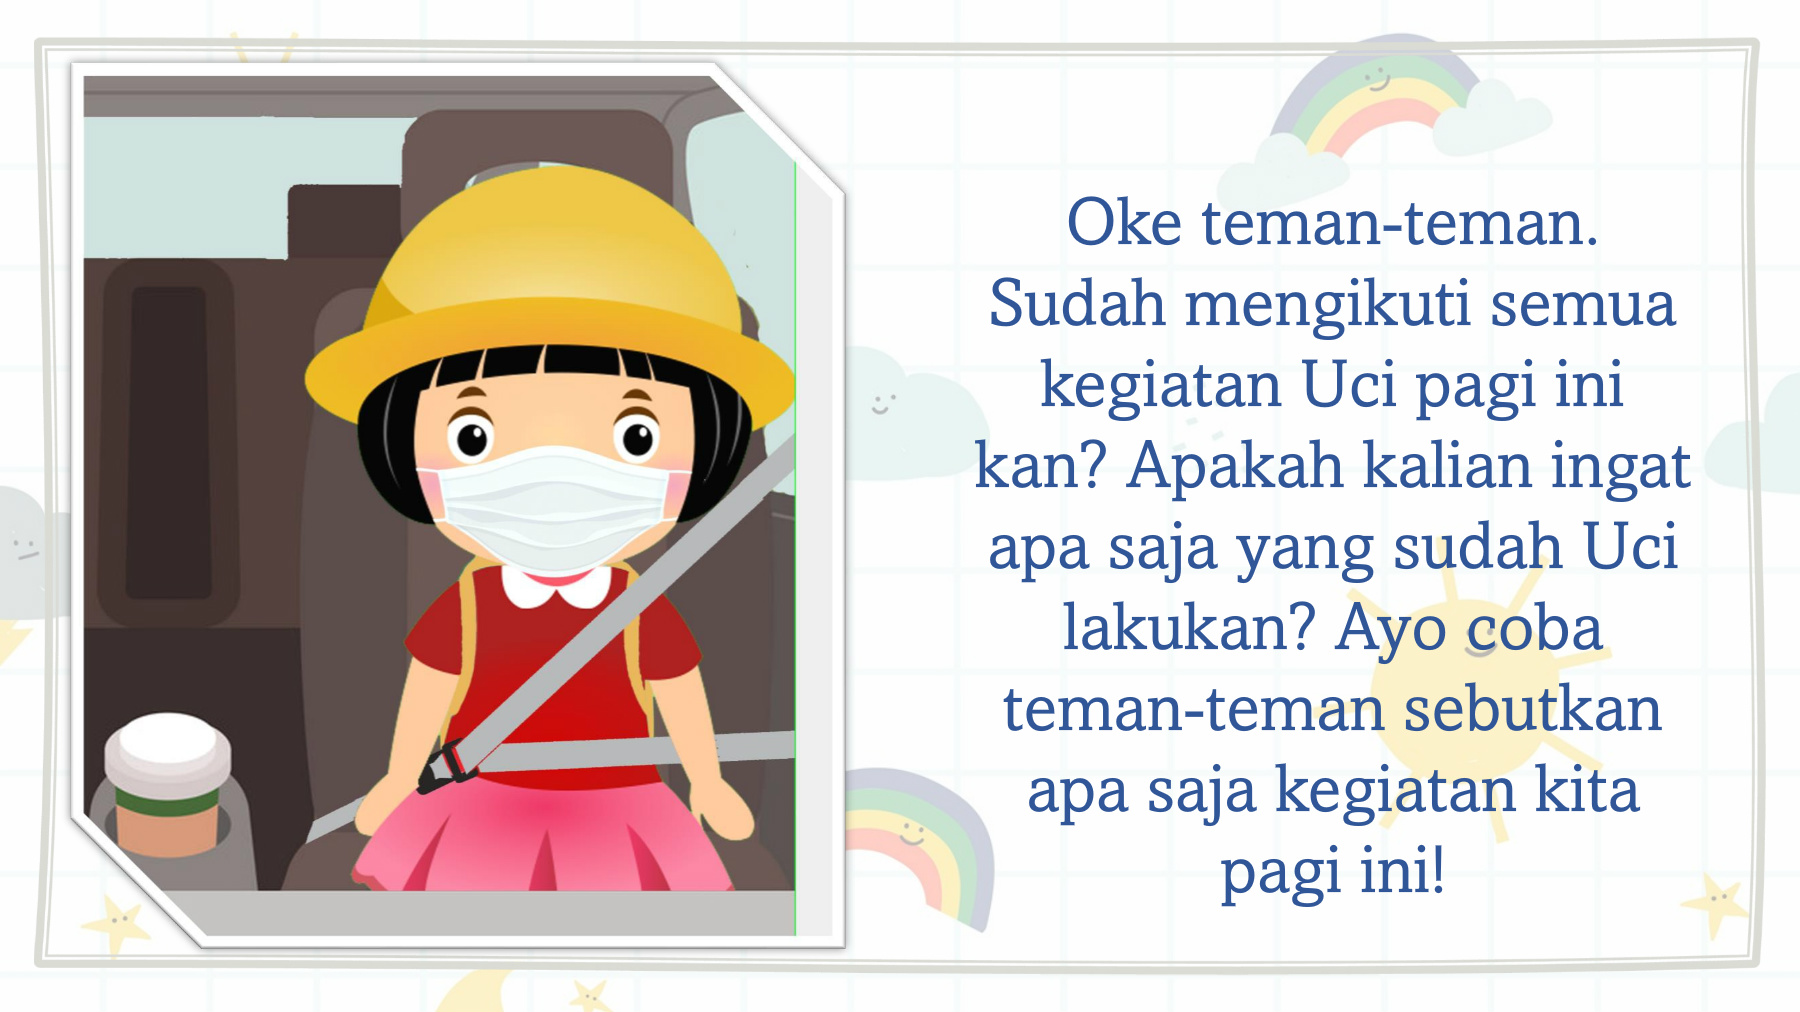 Oke teman-teman.
Sudah mengikuti semua
kegiatan Uci pagi ini
kan? Apakah kalian ingat
apa saja yang sudah Uci
lakukan? Ayo coba
teman-teman sebutkan
apa saja kegiatan kita
pagi ini!